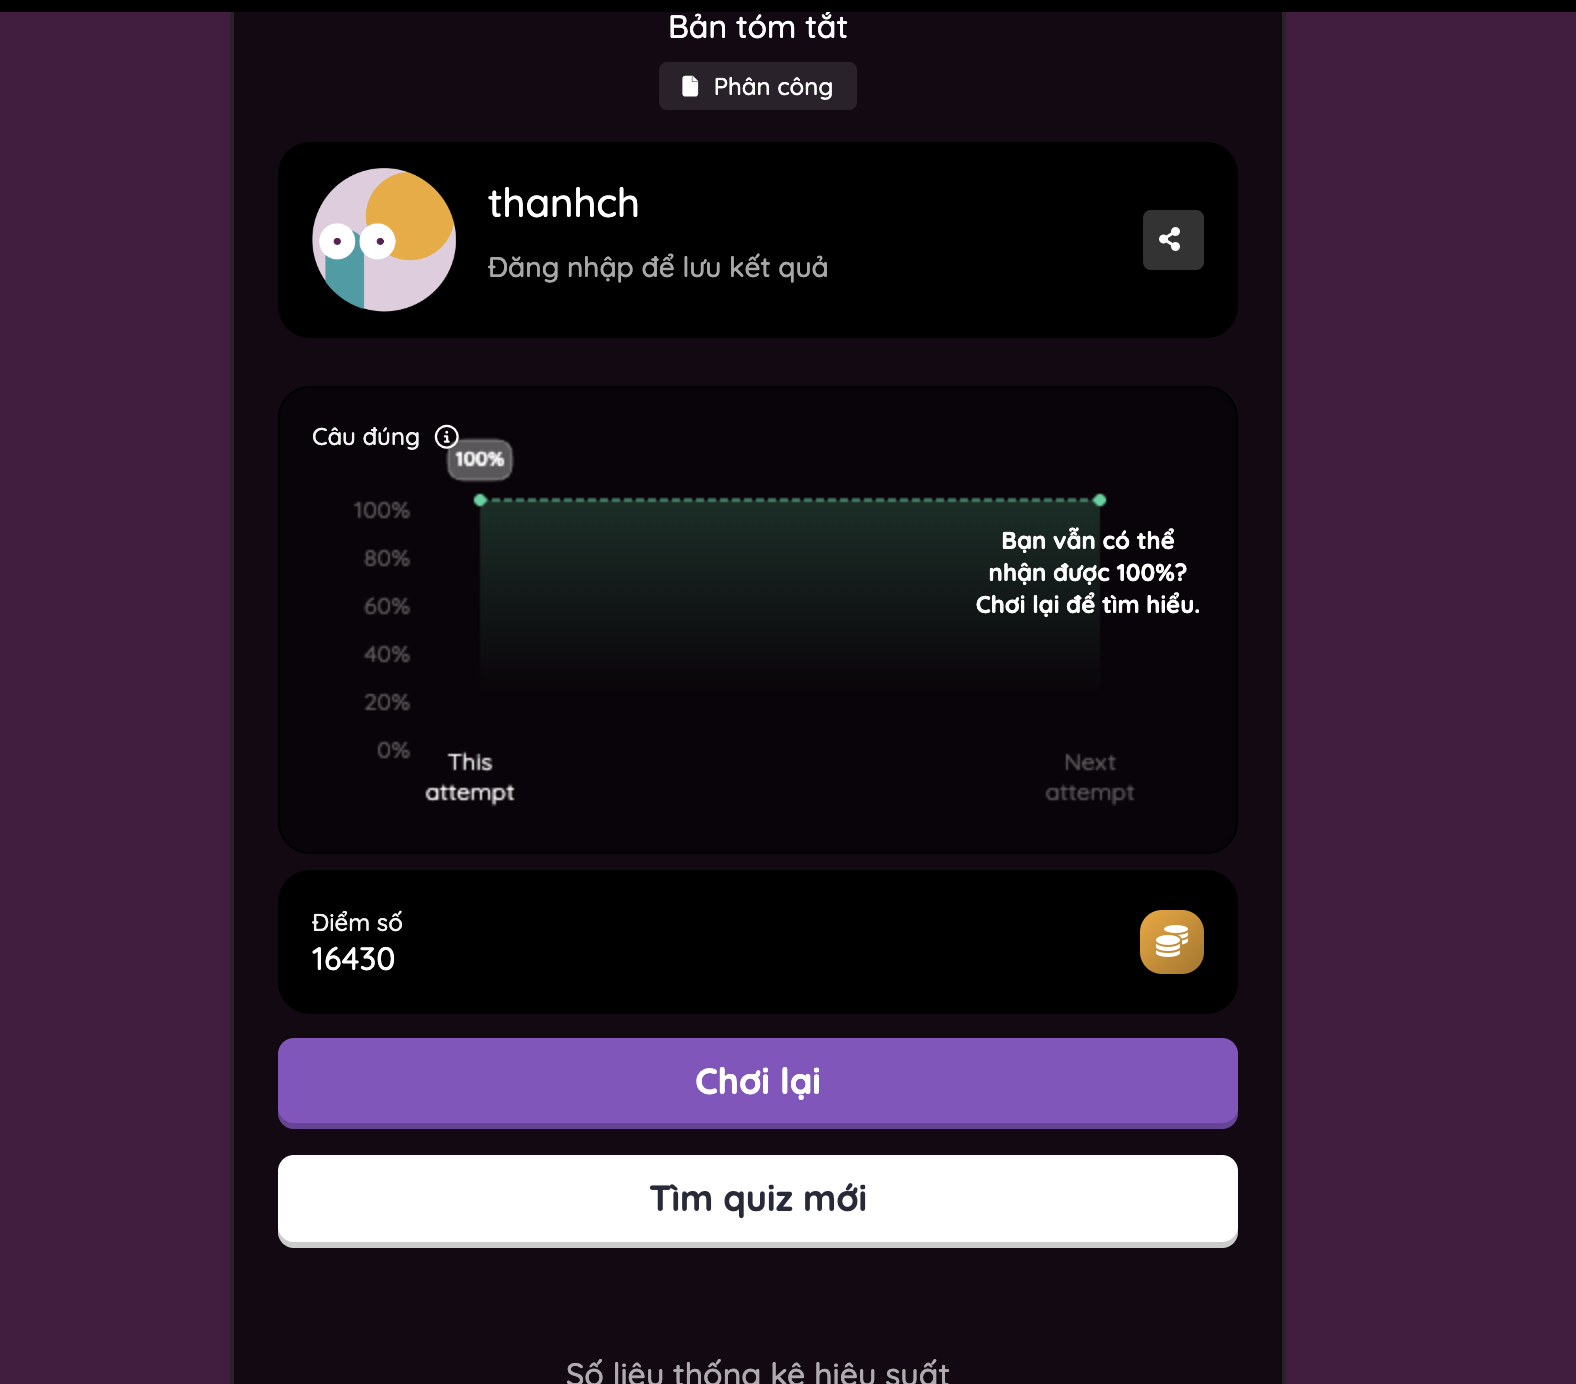 Bản tóm tắt
Phân công
thanhch
Đăng nhập để lưu kết quả
Câu đúng
100%
100%
80%
60%
40%
20%
0%
Bạn vẫn có thể
nhận được 100%?
Chơi lại để tìm hiểu.
This
attempt
Next
attempt
Điểm số
16430
Chơi lại
Tìm quiz mới
Số liệu thống kê hiệu suất